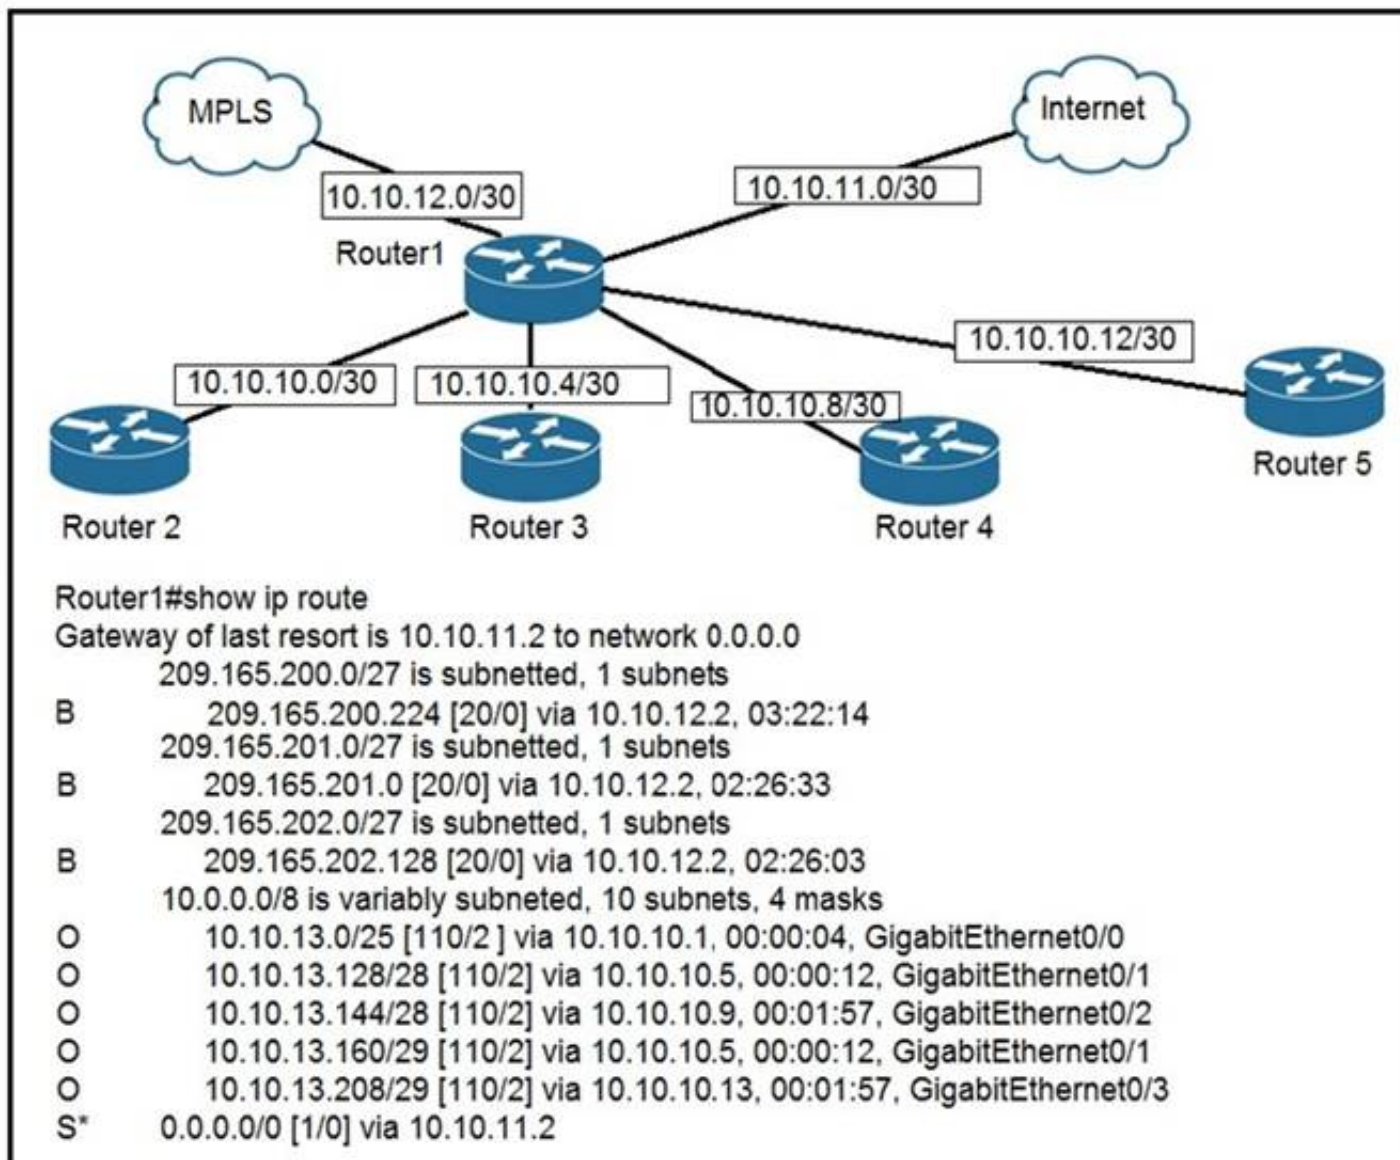 MPLS
Internet
10.10.12.0/30
10.10.11.0/30
Router1
10.10.10.12/30
10.10.10.0/30
10.10.10.4/30
10.10.10.8/30
Router 5
Router 2
Router 3
Router 4
Router1#show ip route
Gateway of last resort is 10.10.11.2 to network 0.0.0.0
209.165.200.0/27 is subnetted, 1 subnets
B 209.165.200.224 [20/0] via 10.10.12.2, 03:22:14
209.165.201.0/27 is subnetted, 1 subnets
B 209.165.201.0 [20/0] via 10.10.12.2, 02:26:33
209.165.202.0/27 is subnetted, 1 subnets
B 209.165.202.128 [20/0] via 10.10.12.2, 02:26:03
10.0.0.0/8 is variably subneted, 10 subnets, 4 masks
O 10.10.13.0/25 [110/2 ] via 10.10.10.1, 00:00:04, GigabitEthernet0/0
O 10.10.13.128/28 [110/2] via 10.10.10.5, 00:00:12, GigabitEthernet0/1
O 10.10.13.144/28 [110/2] via 10.10.10.9, 00:01:57, GigabitEthernet0/2
O 10.10.13.160/29 [110/2] via 10.10.10.5, 00:00:12, GigabitEthernet0/1
O 10.10.13.208/29 [110/2] via 10.10.10.13, 00:01:57, GigabitEthernet0/3
S* 0.0.0.0/0 [1/0] via 10.10.11.2